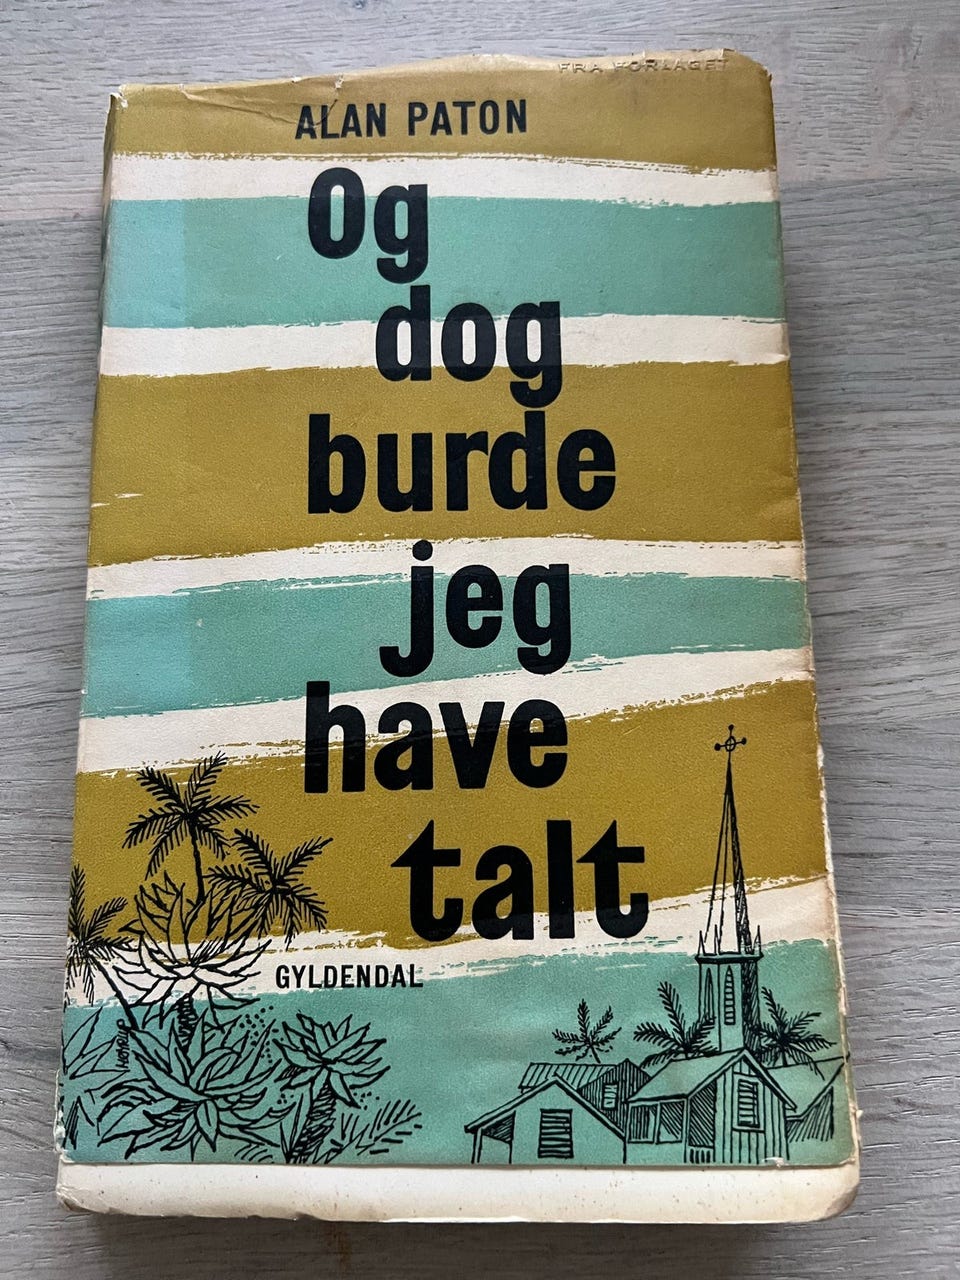 FRA FORLAGET
ALAN PATON
Og
dog
burde
jeg
have
talt
GYLDENDAL